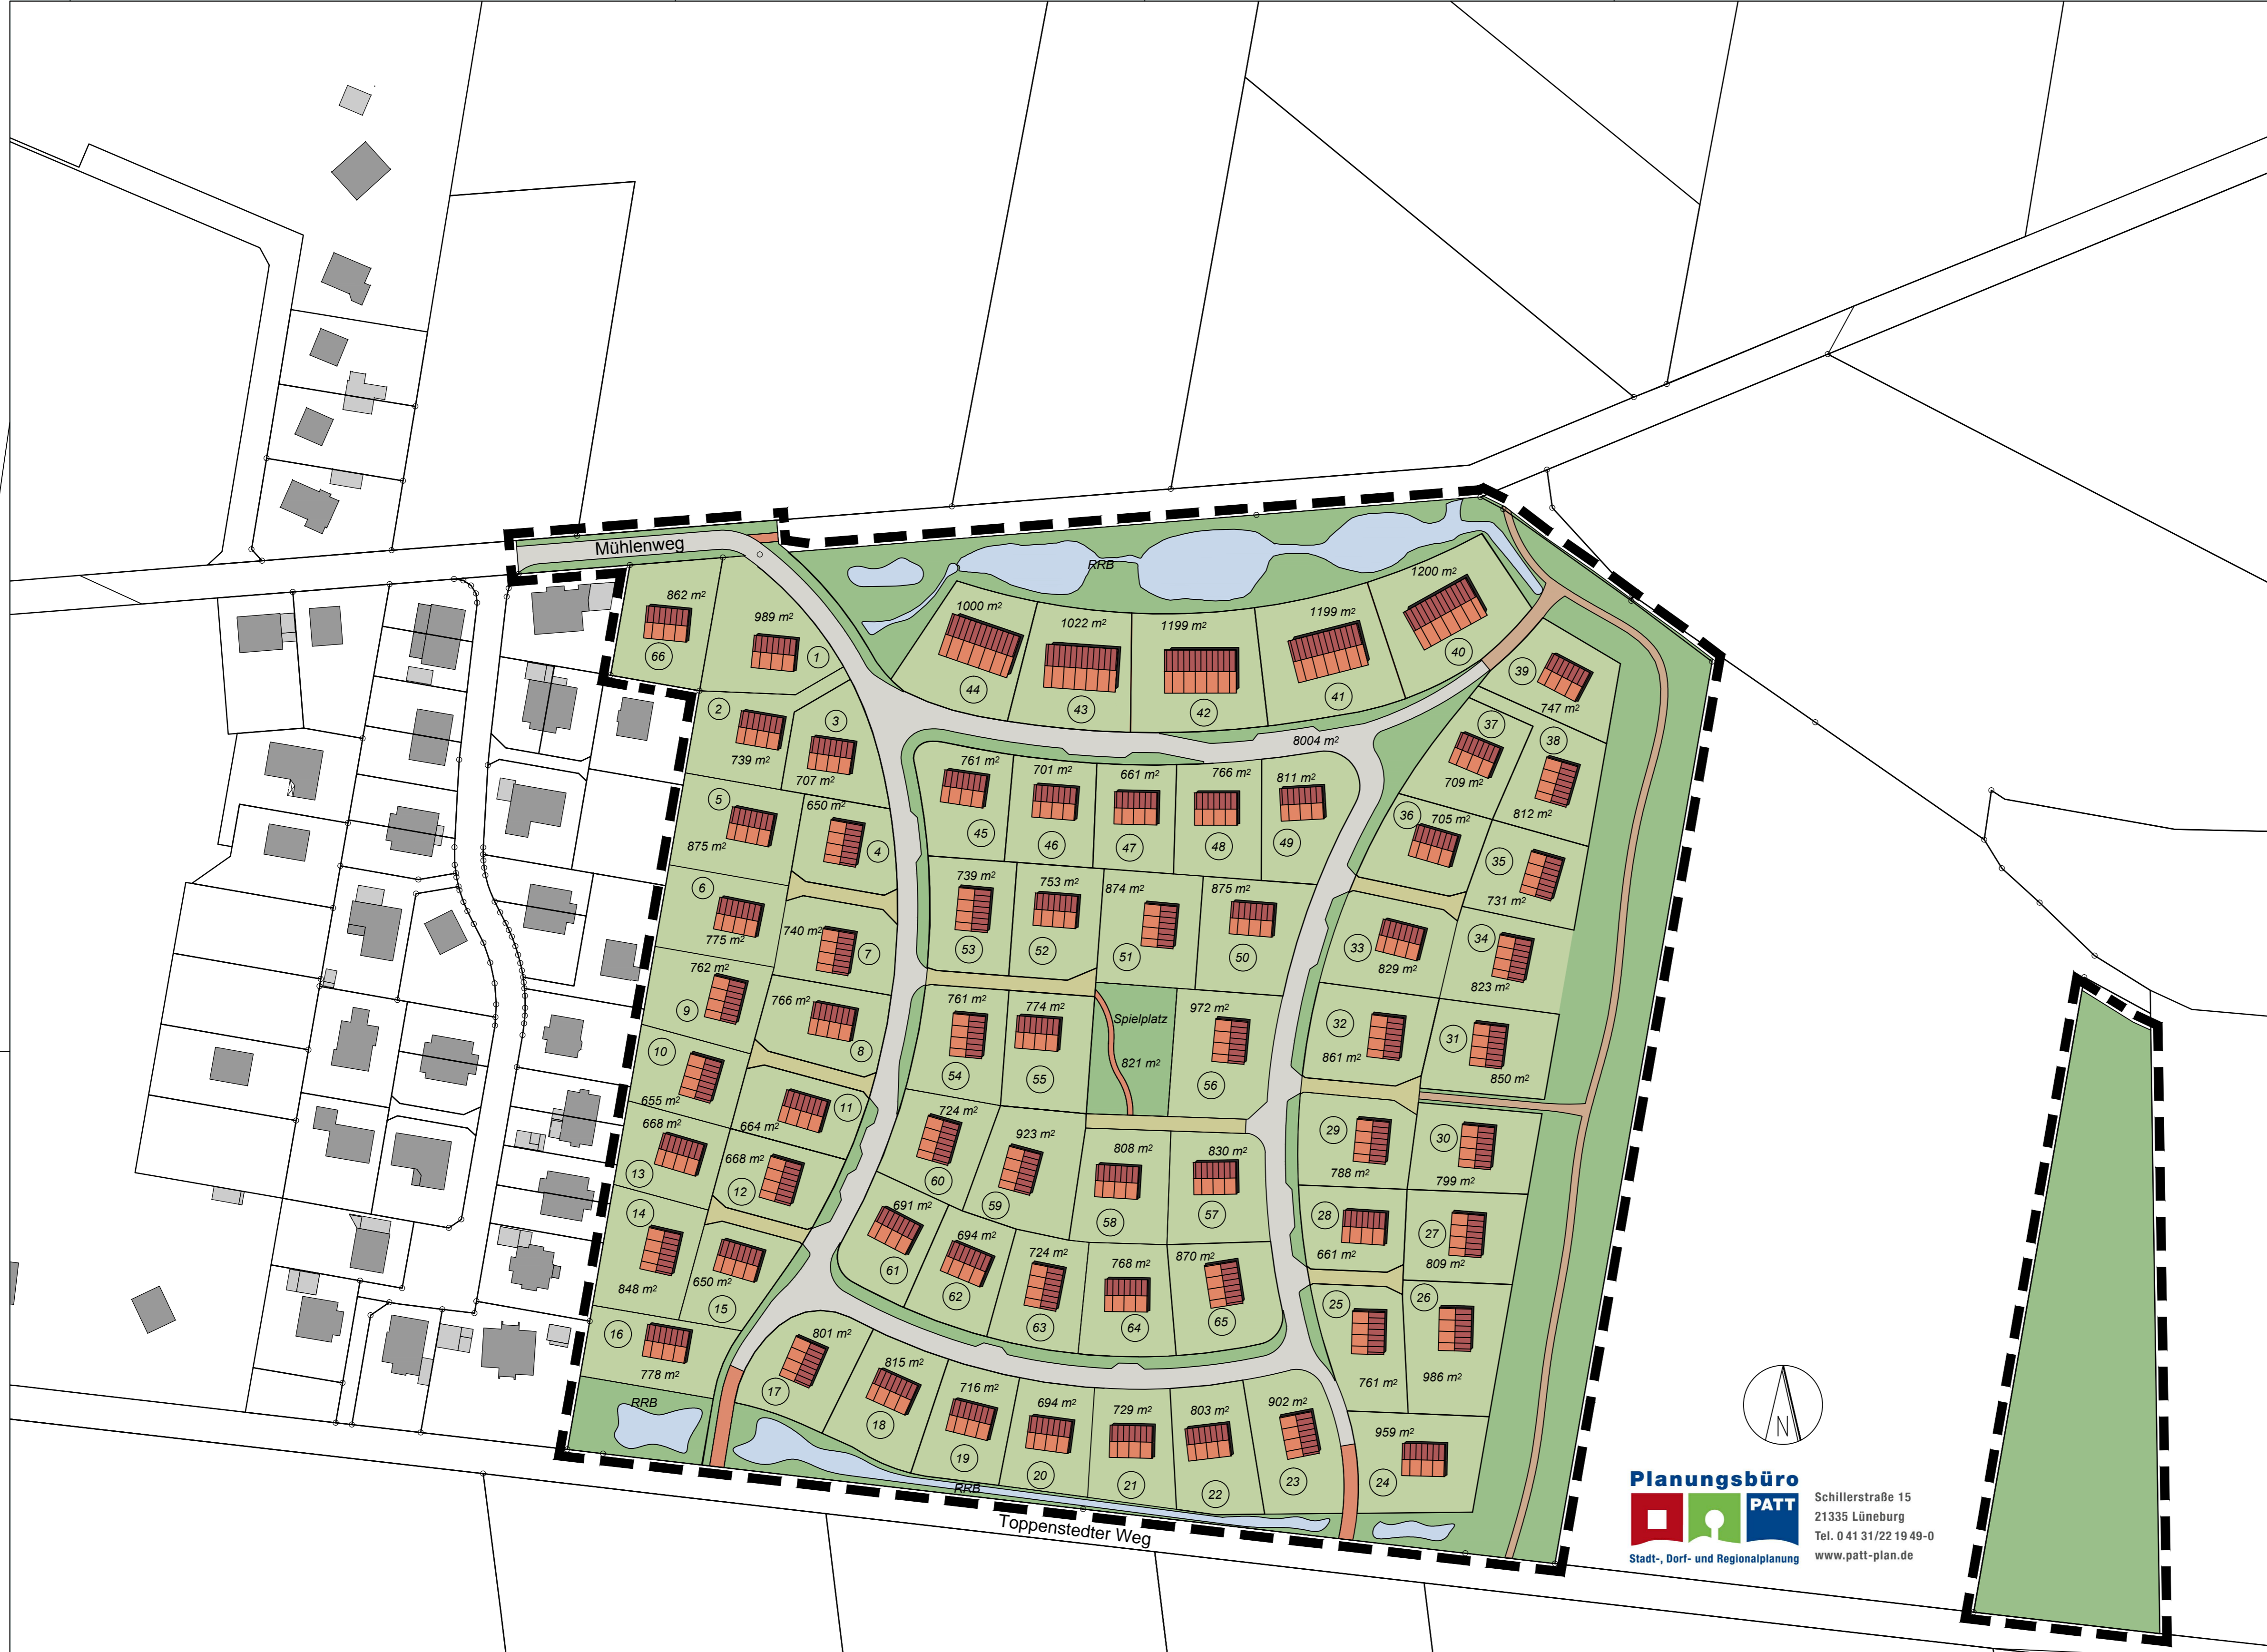 Mühlenweg
RRB
862 m²
66
989 m²
1
1000 m²
44
1022 m²
43
1199 m²
42
1199 m²
41
1200 m²
40
39
747 m²
2
739 m²
3
707 m²
8004 m²
37
709 m²
38
812 m²
5
875 m²
650 m²
4
761 m²
45
701 m²
46
661 m²
47
766 m²
48
811 m²
49
36
705 m²
35
731 m²
6
775 m²
740 m²
7
739 m²
53
753 m²
52
874 m²
51
875 m²
50
33
829 m²
34
823 m²
762 m²
9
766 m²
8
761 m²
54
774 m²
55
Spielplatz
821 m²
972 m²
56
32
861 m²
31
850 m²
10
655 m²
11
664 m²
724 m²
60
923 m²
59
808 m²
58
830 m²
57
29
788 m²
30
799 m²
668 m²
13
668 m²
12
691 m²
61
694 m²
62
724 m²
63
768 m²
64
870 m²
65
28
661 m²
27
809 m²
14
848 m²
650 m²
15
25
761 m²
26
986 m²
16
778 m²
801 m²
17
815 m²
18
716 m²
19
694 m²
20
729 m²
21
803 m²
22
902 m²
23
959 m²
24
RRB
RRB
Toppenstedter Weg
N
Planungsbüro
PATT
Stadt-, Dorf- und Regionalplanung
Schillerstraße 15
21335 Lüneburg
Tel. 0 41 31/22 19 49-0
www.patt-plan.de